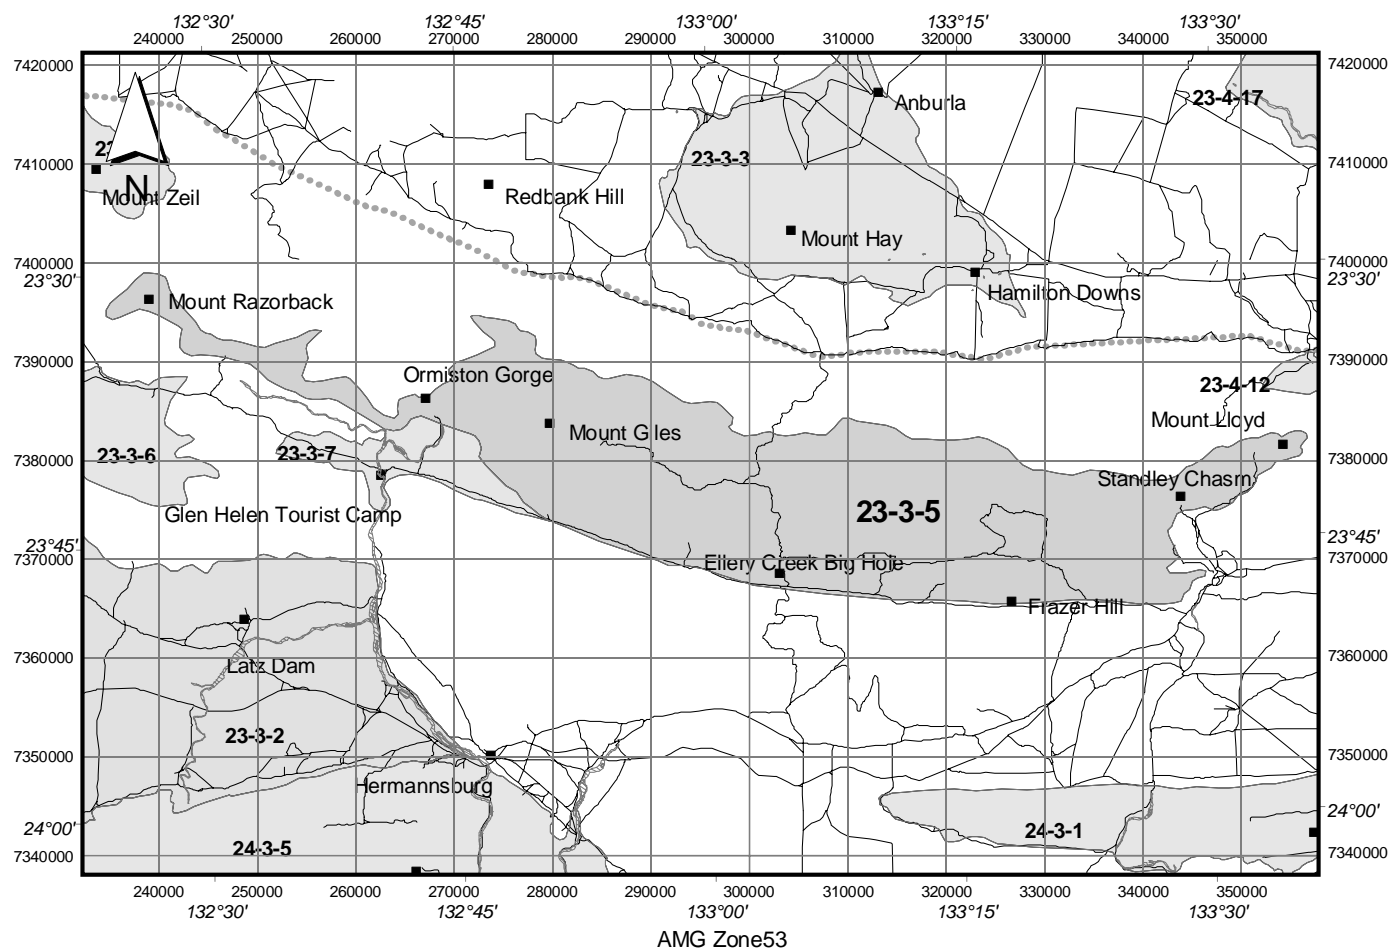 132°30' 132°45' 133°00' 133°15' 133°30'
240000 250000 260000 270000 280000 290000 300000 310000 320000 330000 340000 350000
7420000 7420000
Anburla
23-4-17
23-3-3
7410000 7410000
N
Mount Zeil
Redbank Hill
Mount Hay
7400000 7400000
23°30' 23°30'
Mount Razorback
Hamilton Downs
7390000 7390000
Ormiston Gorge
23-4-12
Mount Lloyd
Mount Giles
23-3-6
23-3-7
7380000 7380000
Standley Chasm
23-3-5
Glen Helen Tourist Camp
23°45' 23°45'
7370000 7370000
Ellery Creek Big Hole
Frazer Hill
7360000 7360000
Latz Dam
23-3-2
7350000 7350000
Hermannsburg
24°00' 24°00'
24-3-1
24-3-5
7340000 7340000
240000 250000 260000 270000 280000 290000 300000 310000 320000 330000 340000 350000
132°30' 132°45' 133°00' 133°15' 133°30'
AMG Zone53